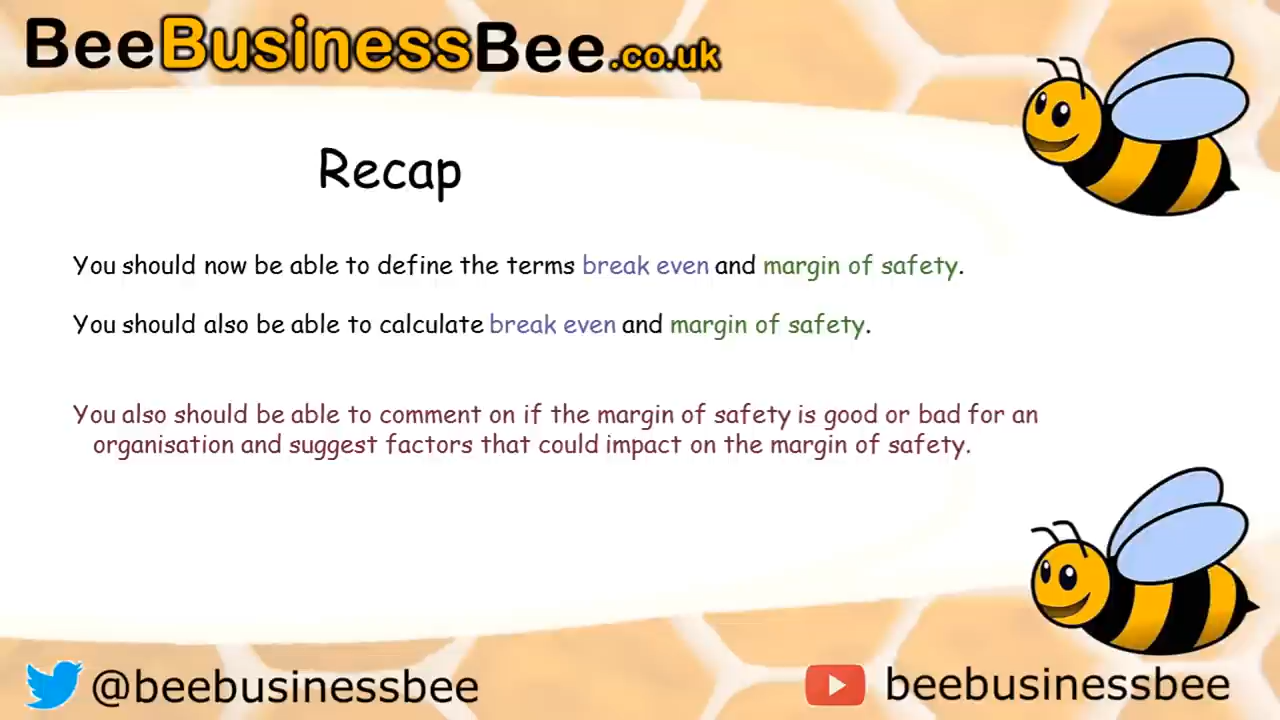 BeeBusinessBee.co.uk
Recap
You should now be able to define the terms break even and margin of safety.
You should also be able to calculate break even and margin of safety.
You also should be able to comment on if the margin of safety is good or bad for an
organisation and suggest factors that could impact on the margin of safety.
@beebusinessbee
beebusinessbee